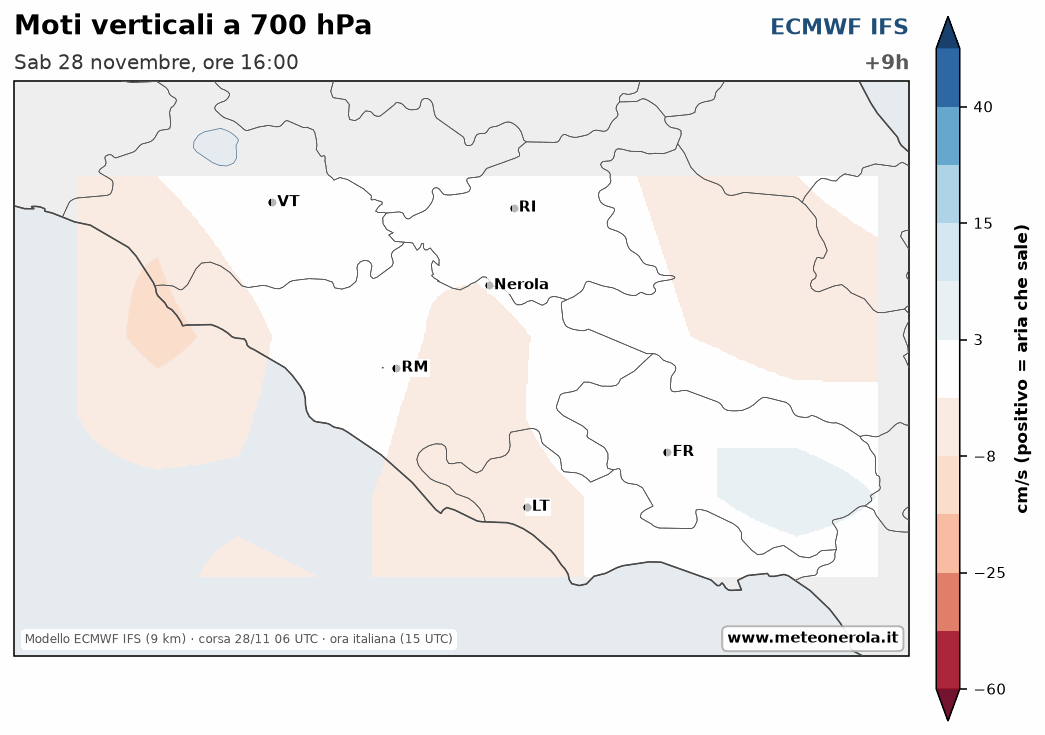 Moti verticali a 700 hPa
ECMWF IFS
Sab 28 novembre, ore 16:00
+9h
VT
RI
Nerola
RM
FR
LT
40
15
3
−8
−25
−60
cm/s (positivo = aria che sale)
Modello ECMWF IFS (9 km) · corsa 28/11 06 UTC · ora italiana (15 UTC)
www.meteonerola.it